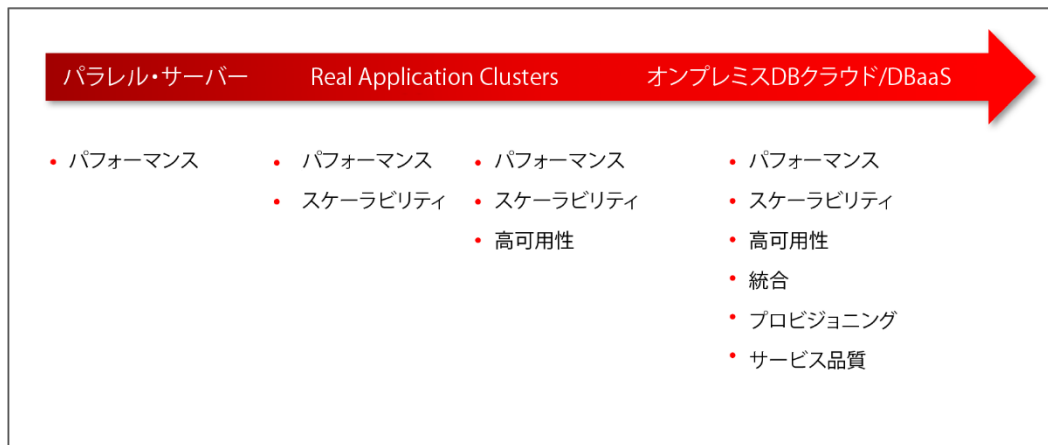 パラレル・サーバー
Real Application Clusters
オンプレミスDBクラウド/DBaaS
• パフォーマンス
• パフォーマンス
• スケーラビリティ
• パフォーマンス
• スケーラビリティ
• 高可用性
• パフォーマンス
• スケーラビリティ
• 高可用性
• 統合
• プロビジョニング
• サービス品質